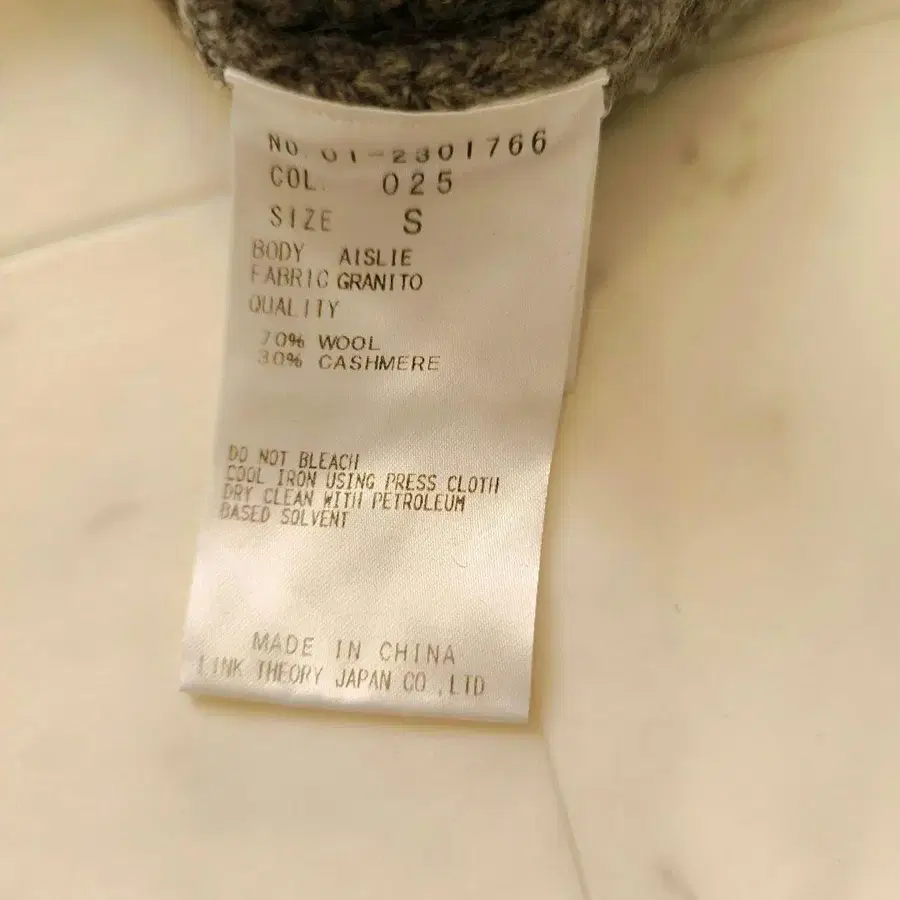 NO. 01-2301766
COL. 025
SIZE S
BODY AISLIE
FABRIC GRANITO
QUALITY
70% WOOL
30% CASHMERE
DO NOT BLEACH
COOL IRON USING PRESS CLOTH
DRY CLEAN WITH PETROLEUM
BASED SOLVENT
MADE IN CHINA
LINK THEORY JAPAN CO.,LTD